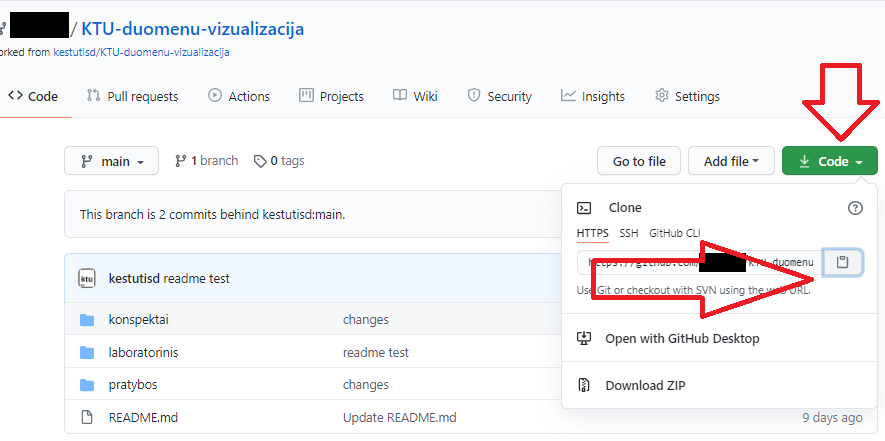 / KTU-duomenu-vizualizacija
orked from kestutisd/KTU-duomenu-vizualizacija
Code Pull requests Actions Projects Wiki Security Insights Settings
main 1 branch 0 tags Go to file Add file Code
This branch is 2 commits behind kestutisd:main.
Clone
HTTPS SSH GitHub CLI
https://github.com/ KTU-duomenu
Use Git or checkout with SVN using the web URL.
ktu kestutisd readme test
konspektai changes
Open with GitHub Desktop
laboratorinis readme test
pratybos changes
Download ZIP
README.md Update README.md 9 days ago